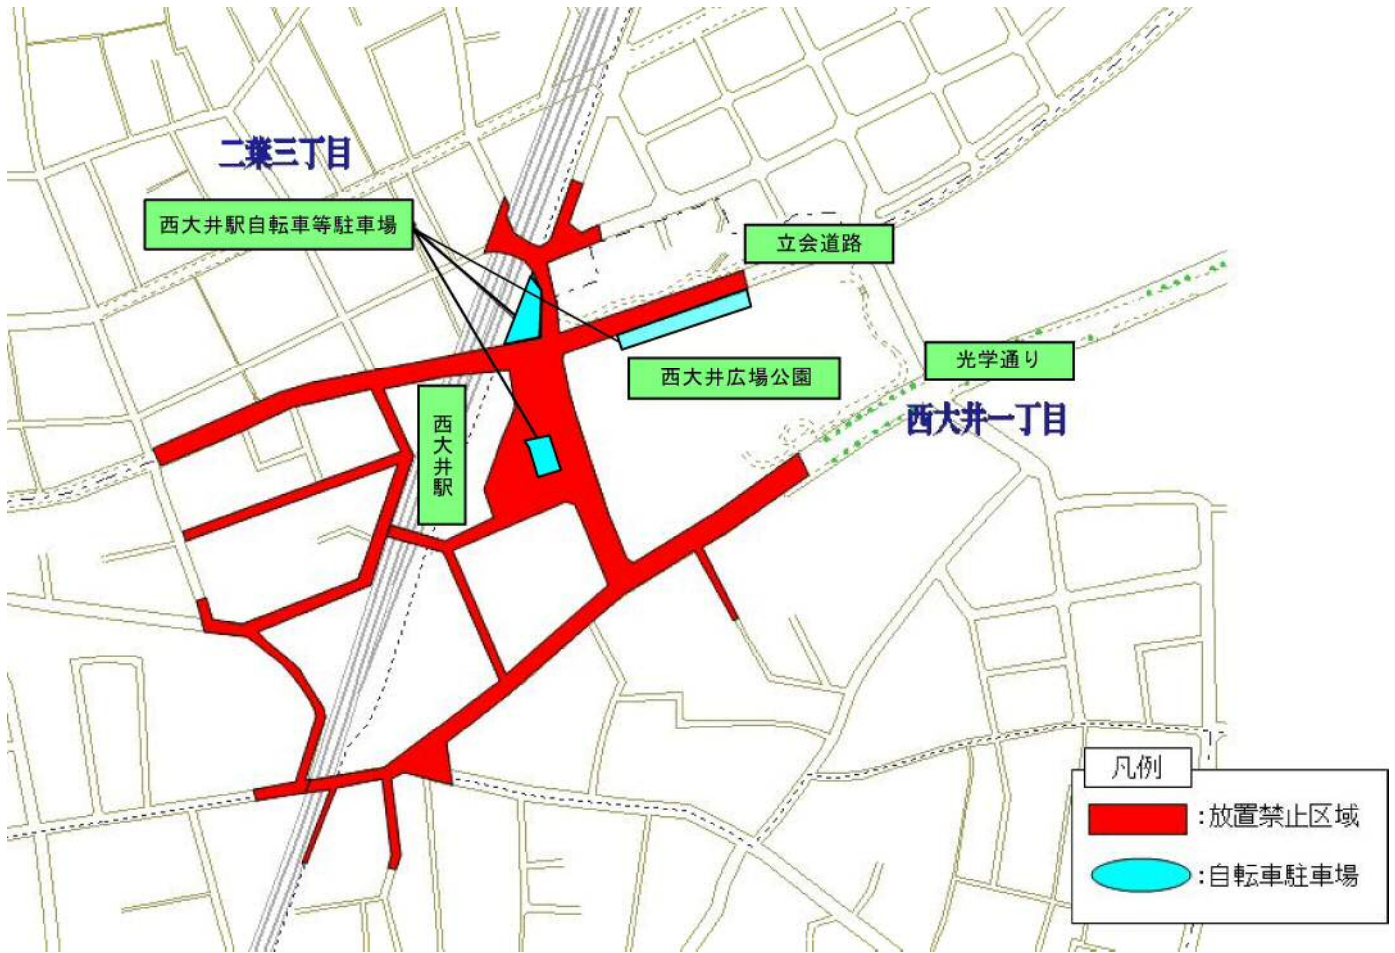 二葉三丁目
西大井駅自転車等駐車場
立会道路
光学通り
西大井広場公園
西大井一丁目
西大井駅
凡例
:放置禁止区域
:自転車駐車場